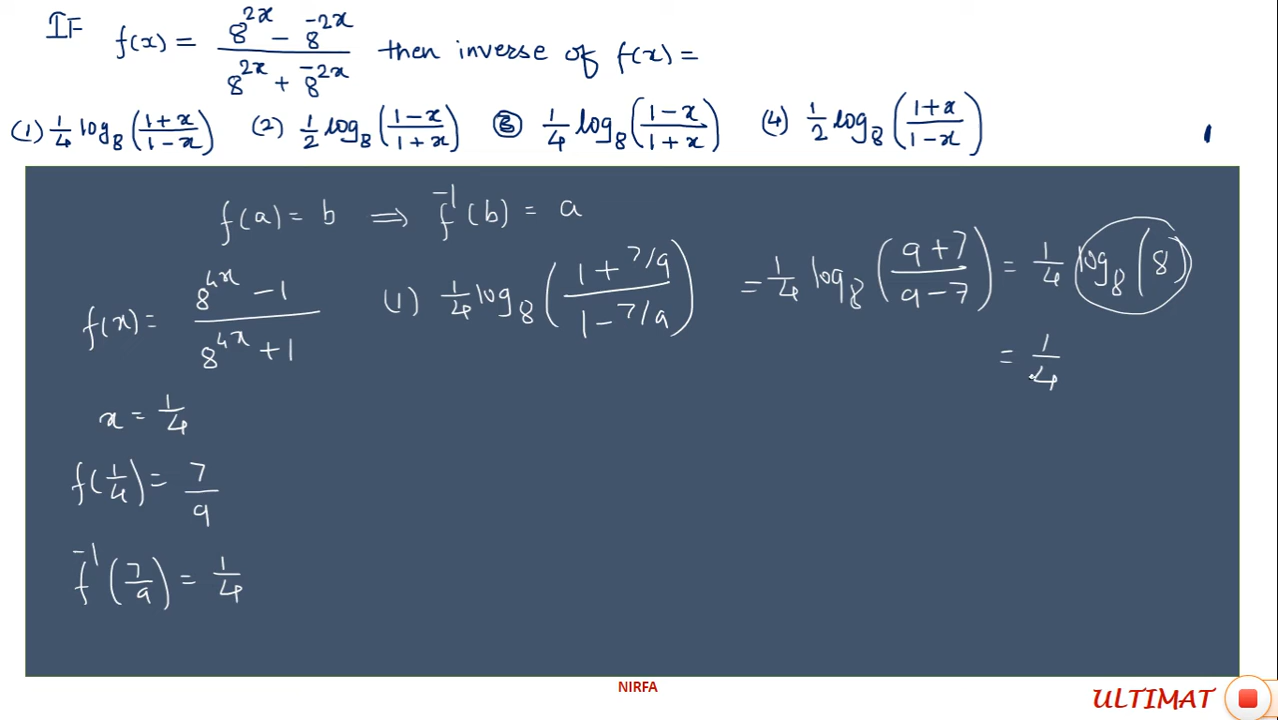 IF f(x) = (8^{2x} - 8^{-2x}) / (8^{2x} + 8^{-2x}) then inverse of f(x) =
(1) 1/4 log_8 ((1+x)/(1-x)) (2) 1/2 log_8 ((1-x)/(1+x)) (3) 1/4 log_8 ((1-x)/(1+x)) (4) 1/2 log_8 ((1+x)/(1-x))
f(a) = b ⟹ f^{-1}(b) = a
f(x) = (8^{4x} - 1) / (8^{4x} + 1)
(1) 1/4 log_8 ((1 + 7/9) / (1 - 7/9)) = 1/4 log_8 ((9+7)/(9-7)) = 1/4 log_8 (8)
= 1/4
x = 1/4
f(1/4) = 7/9
f^{-1}(7/9) = 1/4
NIRFA
ULTIMAT